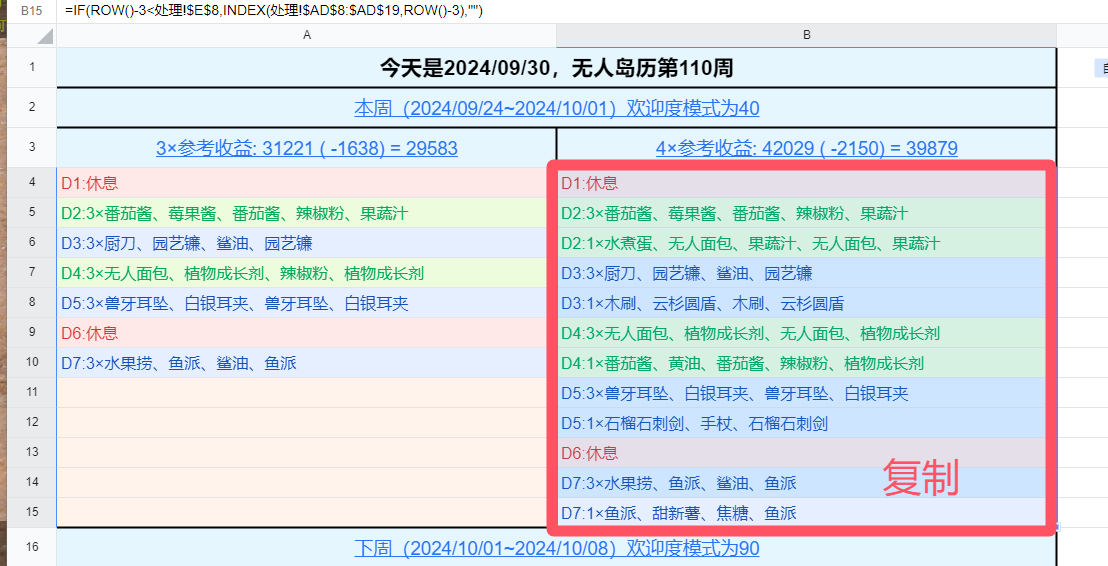 B15 =IF(ROW()-3<处理!$E$8,INDEX(处理!$AD$8:$AD$19,ROW()-3),"")
A B
1 今天是2024/09/30，无人岛历第110周
2 本周（2024/09/24~2024/10/01）欢迎度模式为40
3 3×参考收益: 31221 ( -1638) = 29583 4×参考收益: 42029 ( -2150) = 39879
4 D1:休息 D1:休息
5 D2:3×番茄酱、莓果酱、番茄酱、辣椒粉、果蔬汁 D2:3×番茄酱、莓果酱、番茄酱、辣椒粉、果蔬汁
6 D3:3×厨刀、园艺镰、鲨油、园艺镰 D2:1×水煮蛋、无人面包、果蔬汁、无人面包、果蔬汁
7 D4:3×无人面包、植物成长剂、辣椒粉、植物成长剂 D3:3×厨刀、园艺镰、鲨油、园艺镰
8 D5:3×兽牙耳坠、白银耳夹、兽牙耳坠、白银耳夹 D3:1×木刷、云杉圆盾、木刷、云杉圆盾
9 D6:休息 D4:3×无人面包、植物成长剂、无人面包、植物成长剂
10 D7:3×水果捞、鱼派、鲨油、鱼派 D4:1×番茄酱、黄油、番茄酱、辣椒粉、植物成长剂
11 D5:3×兽牙耳坠、白银耳夹、兽牙耳坠、白银耳夹
12 D5:1×石榴石刺剑、手杖、石榴石刺剑
13 D6:休息
14 D7:3×水果捞、鱼派、鲨油、鱼派
复制
15 D7:1×鱼派、甜新薯、焦糖、鱼派
16 下周（2024/10/01~2024/10/08）欢迎度模式为90